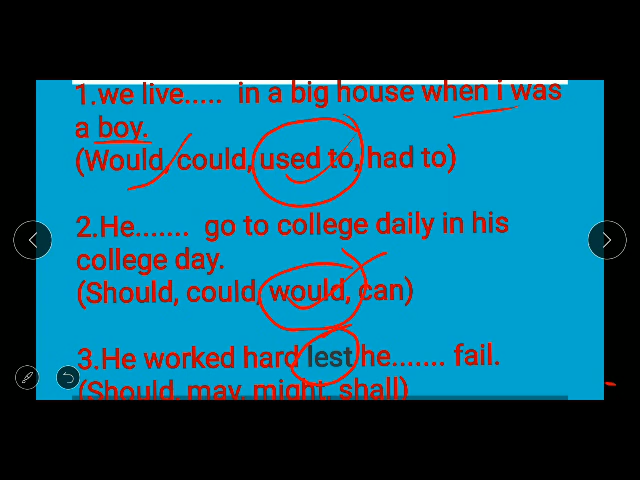 1.we live..... in a big house when i was
a boy.
(Would, could, used to, had to)
2.He....... go to college daily in his
college day.
(Should, could, would, can)
3.He worked hard lest he....... fail.
(Should, may, might, shall)